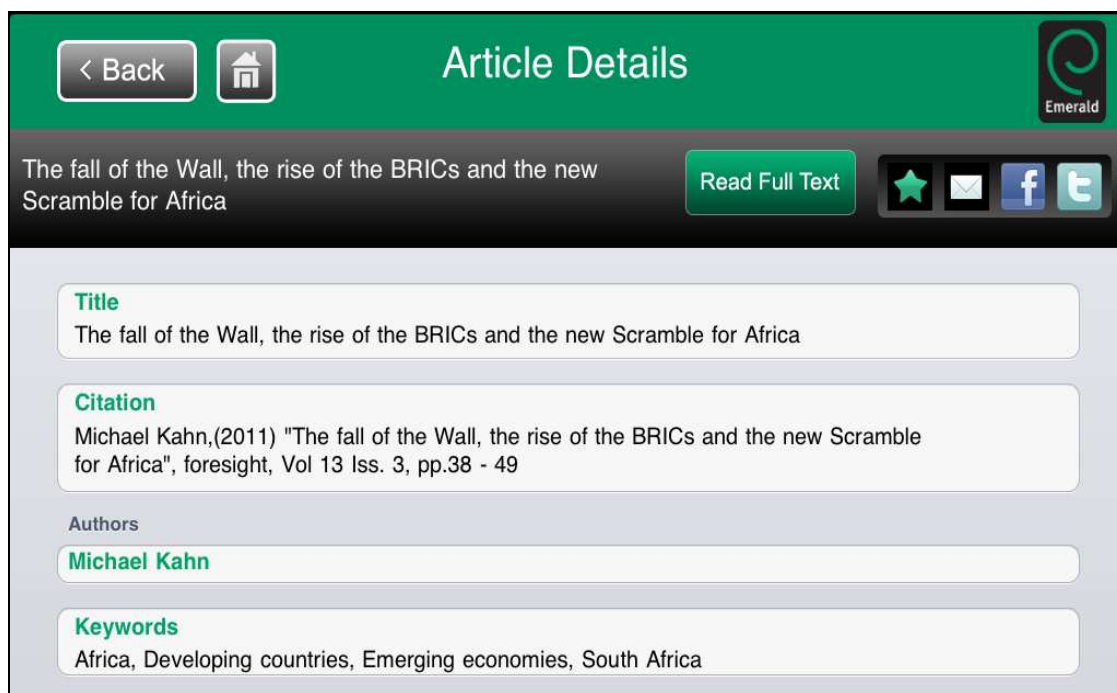 < Back
Article Details
Emerald
The fall of the Wall, the rise of the BRICs and the new
Scramble for Africa
Read Full Text
f
t
Title
The fall of the Wall, the rise of the BRICs and the new Scramble for Africa
Citation
Michael Kahn,(2011) "The fall of the Wall, the rise of the BRICs and the new Scramble
for Africa", foresight, Vol 13 Iss. 3, pp.38 - 49
Authors
Michael Kahn
Keywords
Africa, Developing countries, Emerging economies, South Africa